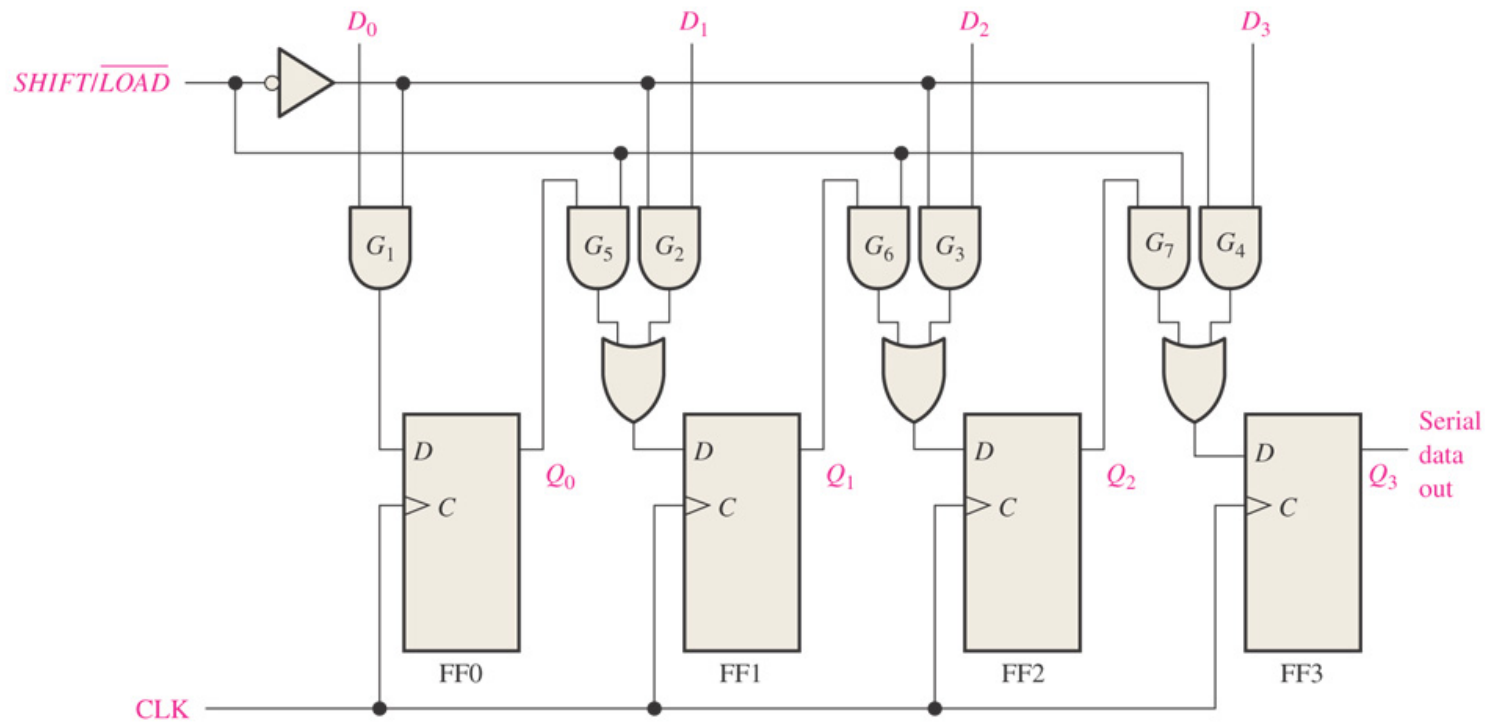 D₀ D₁ D₂ D₃
SHIFT/L̅O̅A̅D̅
G₁ G₅ G₂ G₆ G₃ G₇ G₄
Serial
D D D D data
Q₀ Q₁ Q₂ Q₃ out
C C C C
FF0 FF1 FF2 FF3
CLK